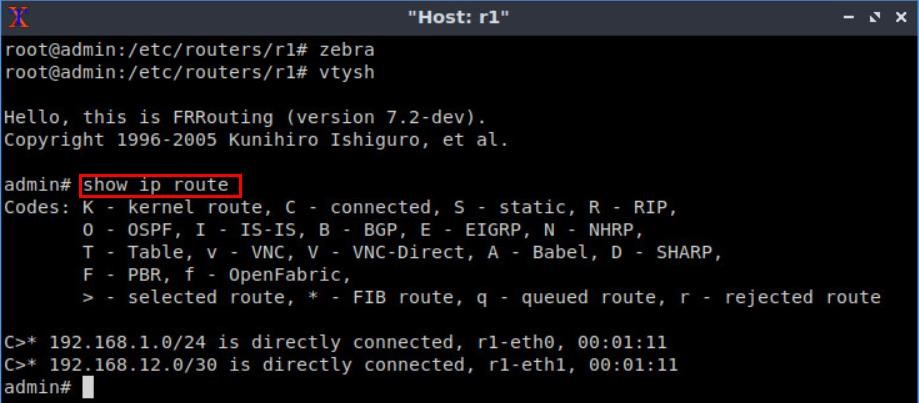 "Host: r1"
root@admin:/etc/routers/r1# zebra
root@admin:/etc/routers/r1# vtysh
Hello, this is FRRouting (version 7.2-dev).
Copyright 1996-2005 Kunihiro Ishiguro, et al.
admin# show ip route
Codes: K - kernel route, C - connected, S - static, R - RIP,
       O - OSPF, I - IS-IS, B - BGP, E - EIGRP, N - NHRP,
       T - Table, v - VNC, V - VNC-Direct, A - Babel, D - SHARP,
       F - PBR, f - OpenFabric,
       > - selected route, * - FIB route, q - queued route, r - rejected route
C>* 192.168.1.0/24 is directly connected, r1-eth0, 00:01:11
C>* 192.168.12.0/30 is directly connected, r1-eth1, 00:01:11
admin#